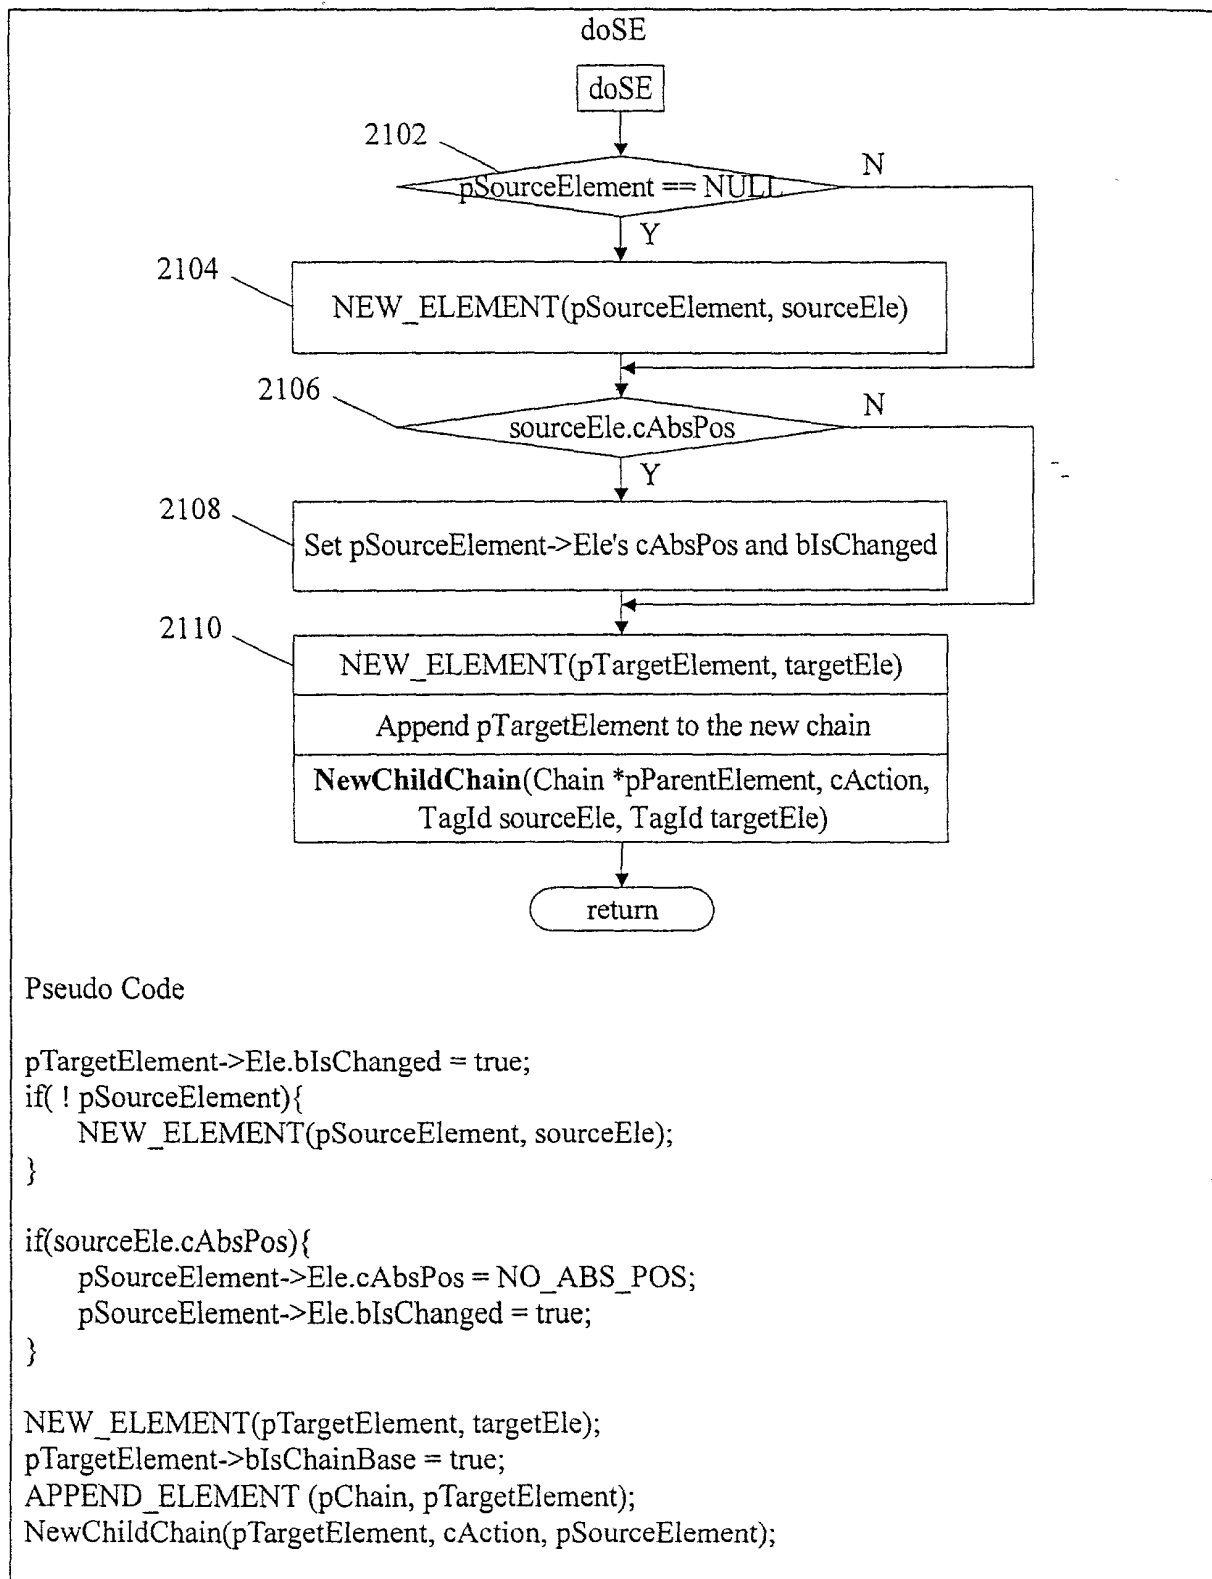 doSE
doSE
2102
pSourceElement == NULL
N
Y
2104
NEW_ELEMENT(pSourceElement, sourceEle)
2106
sourceEle.cAbsPos
N
Y
2108
Set pSourceElement->Ele's cAbsPos and bIsChanged
2110
NEW_ELEMENT(pTargetElement, targetEle)
Append pTargetElement to the new chain
NewChildChain(Chain *pParentElement, cAction,
TagId sourceEle, TagId targetEle)
return
Pseudo Code
pTargetElement->Ele.bIsChanged = true;
if( ! pSourceElement){
NEW_ELEMENT(pSourceElement, sourceEle);
}
if(sourceEle.cAbsPos){
pSourceElement->Ele.cAbsPos = NO_ABS_POS;
pSourceElement->Ele.bIsChanged = true;
}
NEW_ELEMENT(pTargetElement, targetEle);
pTargetElement->bIsChainBase = true;
APPEND_ELEMENT (pChain, pTargetElement);
NewChildChain(pTargetElement, cAction, pSourceElement);